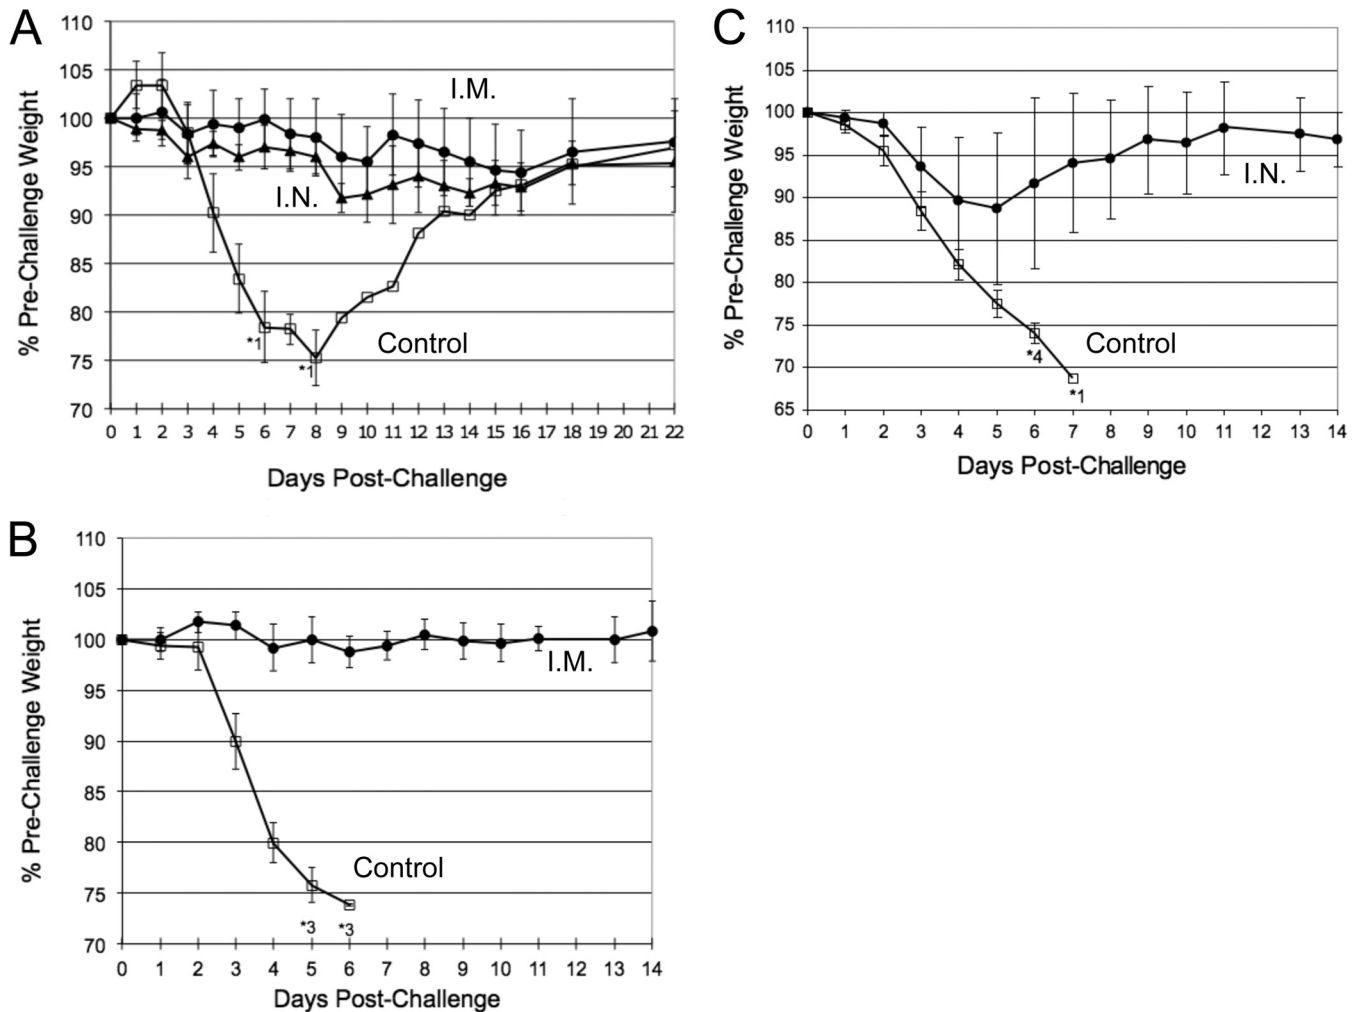 A
% Pre-Challenge Weight
110
105
100
95
90
85
80
75
70
I.M.
I.N.
Control
*1
*1
0 1 2 3 4 5 6 7 8 9 10 11 12 13 14 15 16 18 19 20 21 22
Days Post-Challenge
C
% Pre-Challenge Weight
110
105
100
95
90
85
80
75
70
65
I.N.
Control
*4
*1
0 1 2 3 4 5 6 7 8 9 10 11 12 13 14
Days Post-Challenge
B
% Pre-Challenge Weight
110
105
100
95
90
85
80
75
70
I.M.
Control
*3
*3
0 1 2 3 4 5 6 7 8 9 10 11 12 13 14
Days Post-Challenge